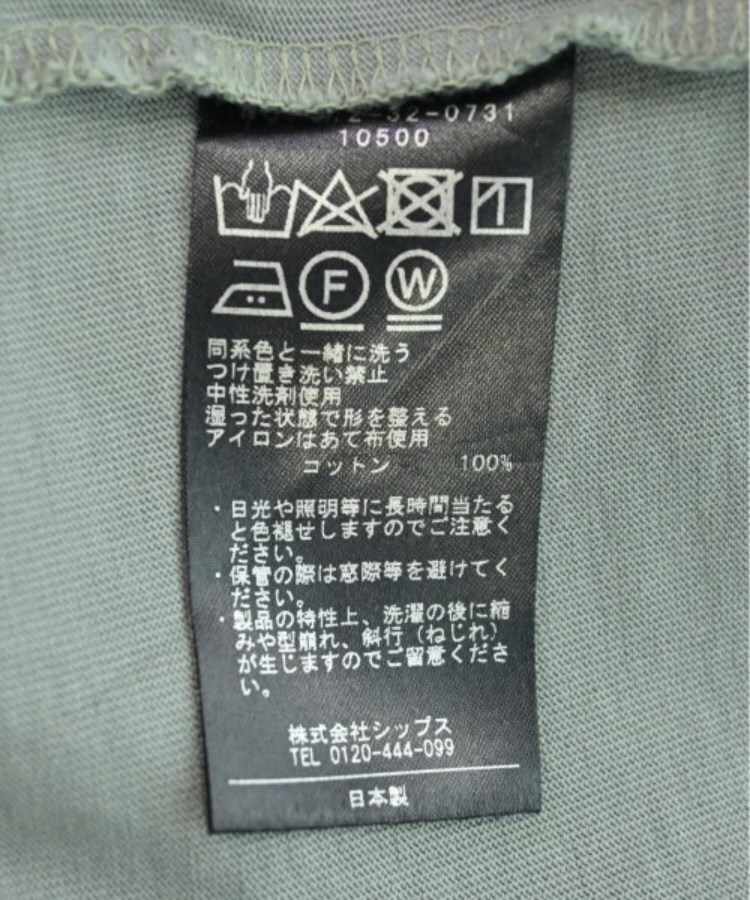 2-32-0731
10500
F W
同系色と一緒に洗う
つけ置き洗い禁止
中性洗剤使用
湿った状態で形を整える
アイロンはあて布使用
コットン 100%
・日光や照明等に長時間当たる
と色褪せしますのでご注意く
ださい。
・保管の際は窓際等を避けてく
ださい。
・製品の特性上、洗濯の後に縮
みや型崩れ、斜行（ねじれ）
が生じますのでご留意くださ
い。
株式会社シップス
TEL 0120-444-099
日本製